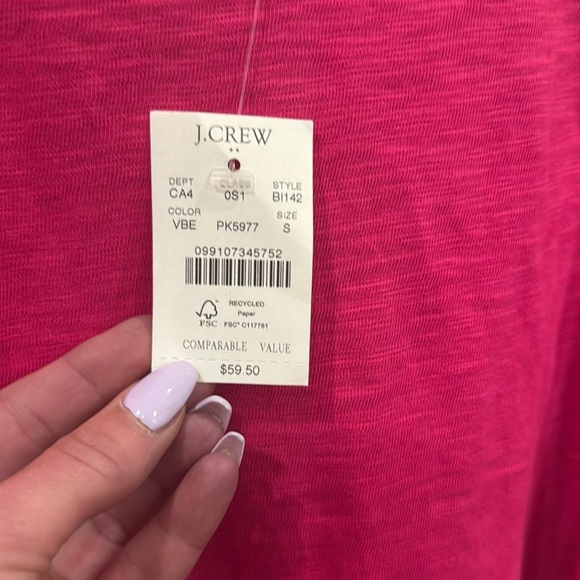 J.CREW
DEPT CLASS STYLE
CA4 0S1 BI142
COLOR SIZE
VBE PK5977 S
099107345752
RECYCLED
Paper
FSC FSC® C117761
COMPARABLE VALUE
$59.50